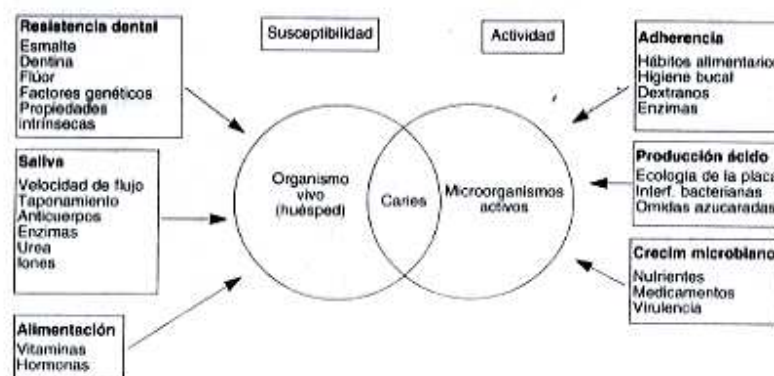 Resistencia dental
Esmalte
Dentina
Flúor
Factores genéticos
Propiedades
intrínsecas
Saliva
Velocidad de flujo
Taponamiento
Anticuerpos
Enzimas
Urea
Iones
Alimentación
Vitaminas
Hormonas
Susceptibilidad
Actividad
Organismo
vivo
(huésped)
Caries
Microorganismos
activos
Adherencia
Hábitos alimentarios
Higiene bucal
Dextranos
Enzimas
Producción ácido
Ecología de la placa
Interf. bacterianas
Omidas azucaradas
Crecim microbiano
Nutrientes
Medicamentos
Virulencia